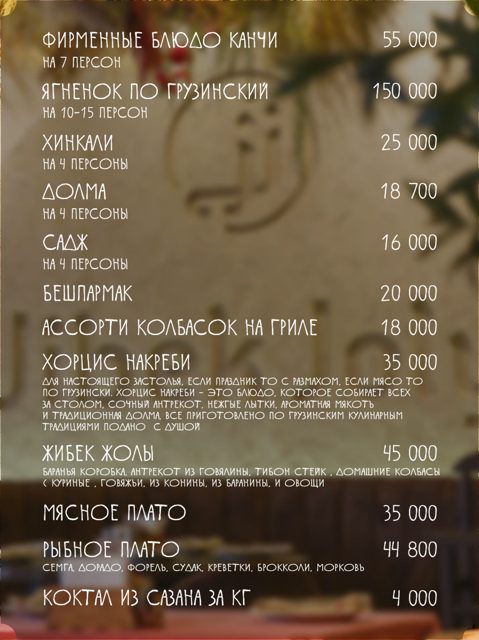 ФИРМЕННЫЕ БЛЮДО КАНЧИ 55 000
НА 7 ПЕРСОН
ЯГНЕНОК ПО ГРУЗИНСКИЙ 150 000
НА 10-15 ПЕРСОН
ХИНКАЛИ 25 000
НА 4 ПЕРСОНЫ
ДОЛМА 18 700
НА 4 ПЕРСОНЫ
САДЖ 16 000
НА 4 ПЕРСОНЫ
БЕШПАРМАК 20 000
АССОРТИ КОЛБАСОК НА ГРИЛЕ 18 000
ХОРЦИС НАКРЕБИ 35 000
ДЛЯ НАСТОЯЩЕГО ЗАСТОЛЬЯ, ЕСЛИ ПРАЗДНИК ТО С РАЗМАХОМ, ЕСЛИ МЯСО ТО
ПО ГРУЗИНСКИ. ХОРЦИС НАКРЕБИ - ЭТО БЛЮДО, КОТОРОЕ СОБИРАЕТ ВСЕХ
ЗА СТОЛОМ, СОЧНЫЙ АНТРЕКОТ, НЕЖГЫЕ ЛЫТКИ, АРОМАТНАЯ МЯКОТЬ
И ТРАДИЦИОННАЯ ДОЛМА, ВСЕ ПРИГОТОВЛЕНО ПО ГРУЗИНСКИМ КУЛИНАРНЫМ
ТРАДИЦИЯМИ ПОДАНО С ДУШОЙ
ЖИБЕК ЖОЛЫ 45 000
БАРАНЬЯ КОРОБКА, АНТРЕКОТ ИЗ ГОВЯЛИНЫ, ТИБОН СТЕЙК , ДОМАШНИЕ КОЛБАСЫ
( КУРИНЫЕ , ГОВЯЖЬИ, ИЗ КОНИНЫ, ИЗ БАРАНИНЫ, И ОВОЩИ
МЯСНОЕ ПЛАТО 35 000
РЫБНОЕ ПЛАТО 44 800
СЕМГА, ДОРАДО, ФОРЕЛЬ, СУДАК, КРЕВЕТКИ, БРОККОЛИ, МОРКОВЬ
КОКТАЛ ИЗ САЗАНА ЗА КГ 4 000